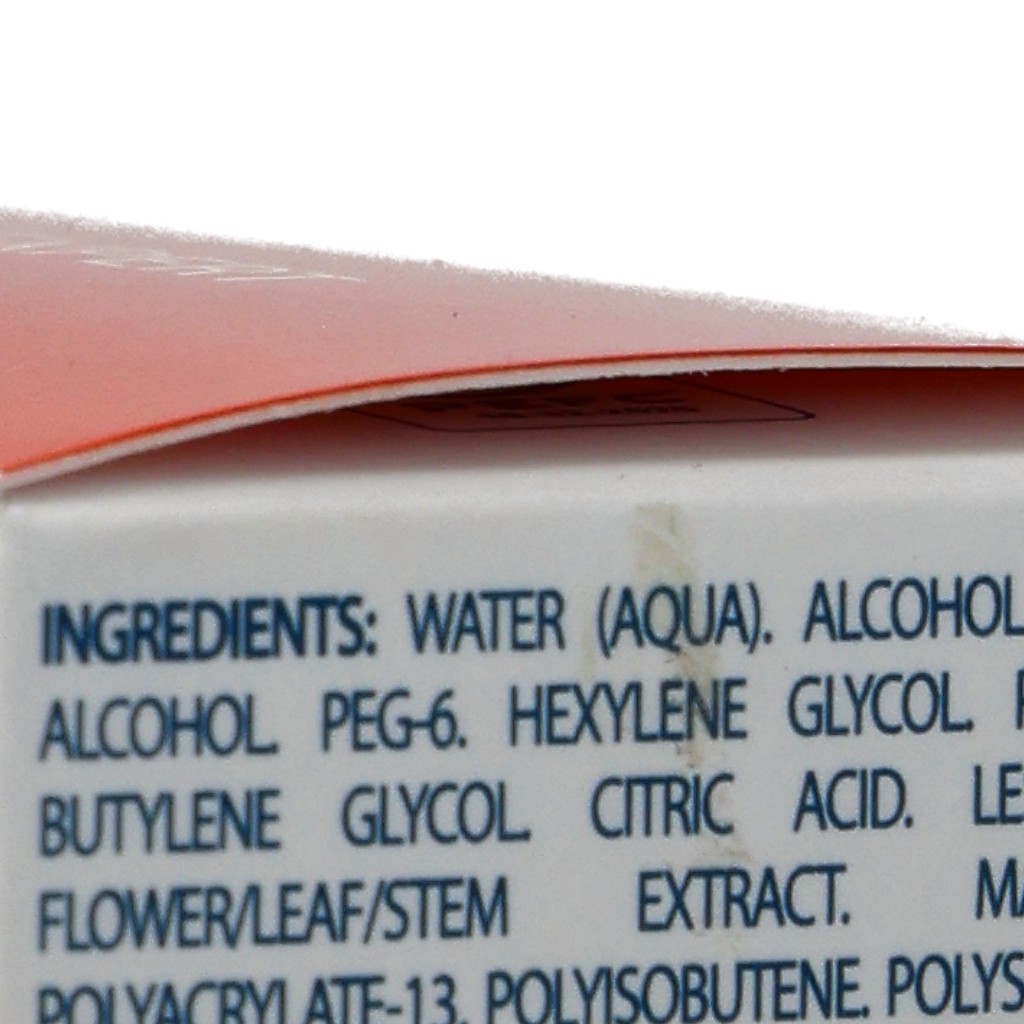 INGREDIENTS: WATER (AQUA). ALCOHOL
ALCOHOL. PEG-6. HEXYLENE GLYCOL.
BUTYLENE GLYCOL. CITRIC ACID.
FLOWER/LEAF/STEM EXTRACT.
POLYACRYLATE-13. POLYISOBUTENE.